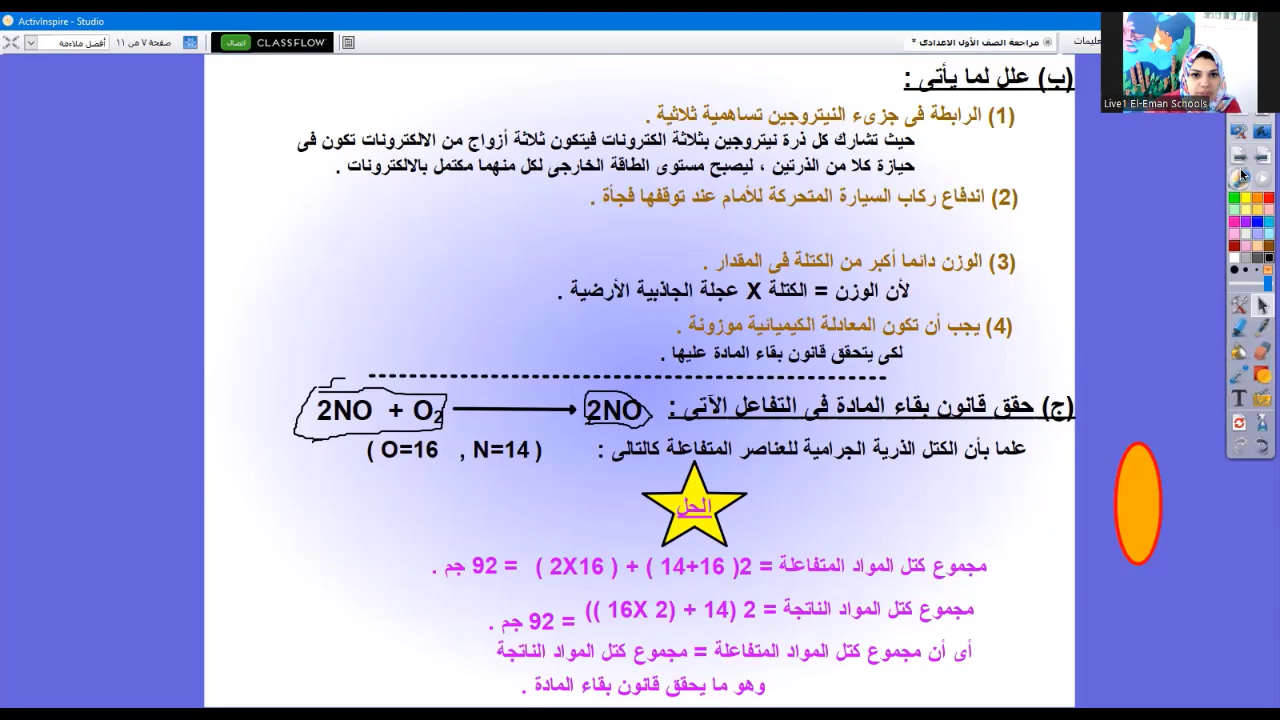 ActivInspire - Studio
أفضل ملاءمة
صفحة ٧ من ١١
اتصال
CLASSFLOW
مراجعة الصف الأول الاعدادى *
Live1 El-Eman Schools
(ب) علل لما يأتى :
(1) الرابطة فى جزىء النيتروجين تساهمية ثلاثية .
حيث تشارك كل ذرة نيتروجين بثلاثة الكترونات فيتكون ثلاثة أزواج من الالكترونات تكون فى
حيازة كلا من الذرتين ، ليصبح مستوى الطاقة الخارجى لكل منهما مكتمل بالالكترونات .
(2) اندفاع ركاب السيارة المتحركة للأمام عند توقفها فجأة .
(3) الوزن دائما أكبر من الكتلة فى المقدار .
لأن الوزن = الكتلة X عجلة الجاذبية الأرضية .
(4) يجب أن تكون المعادلة الكيميائية موزونة .
لكى يتحقق قانون بقاء المادة عليها .
(ج) حقق قانون بقاء المادة فى التفاعل الآتى :
2NO + O2 → 2NO
علما بأن الكتل الذرية الجرامية للعناصر المتفاعلة كالتالى :
( O=16 , N=14 )
الحل
مجموع كتل المواد المتفاعلة = 2( 14+16 ) + ( 2X16 ) = 92 جم .
مجموع كتل المواد الناتجة = 2 (14 + (2 16X )) = 92 جم .
أى أن مجموع كتل المواد المتفاعلة = مجموع كتل المواد الناتجة
وهو ما يحقق قانون بقاء المادة .